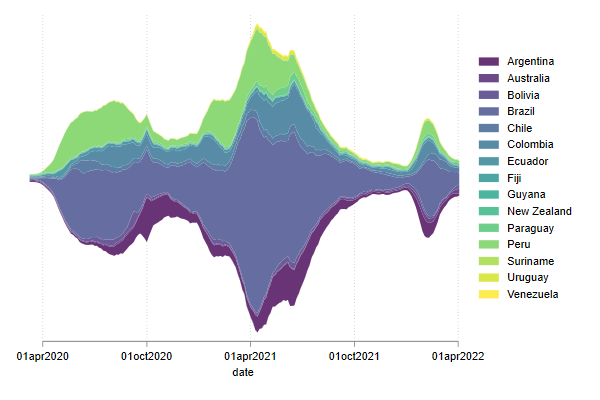 Argentina
Australia
Bolivia
Brazil
Chile
Colombia
Ecuador
Fiji
Guyana
New Zealand
Paraguay
Peru
Suriname
Uruguay
Venezuela
01apr2020 01oct2020 01apr2021 01oct2021 01apr2022
date